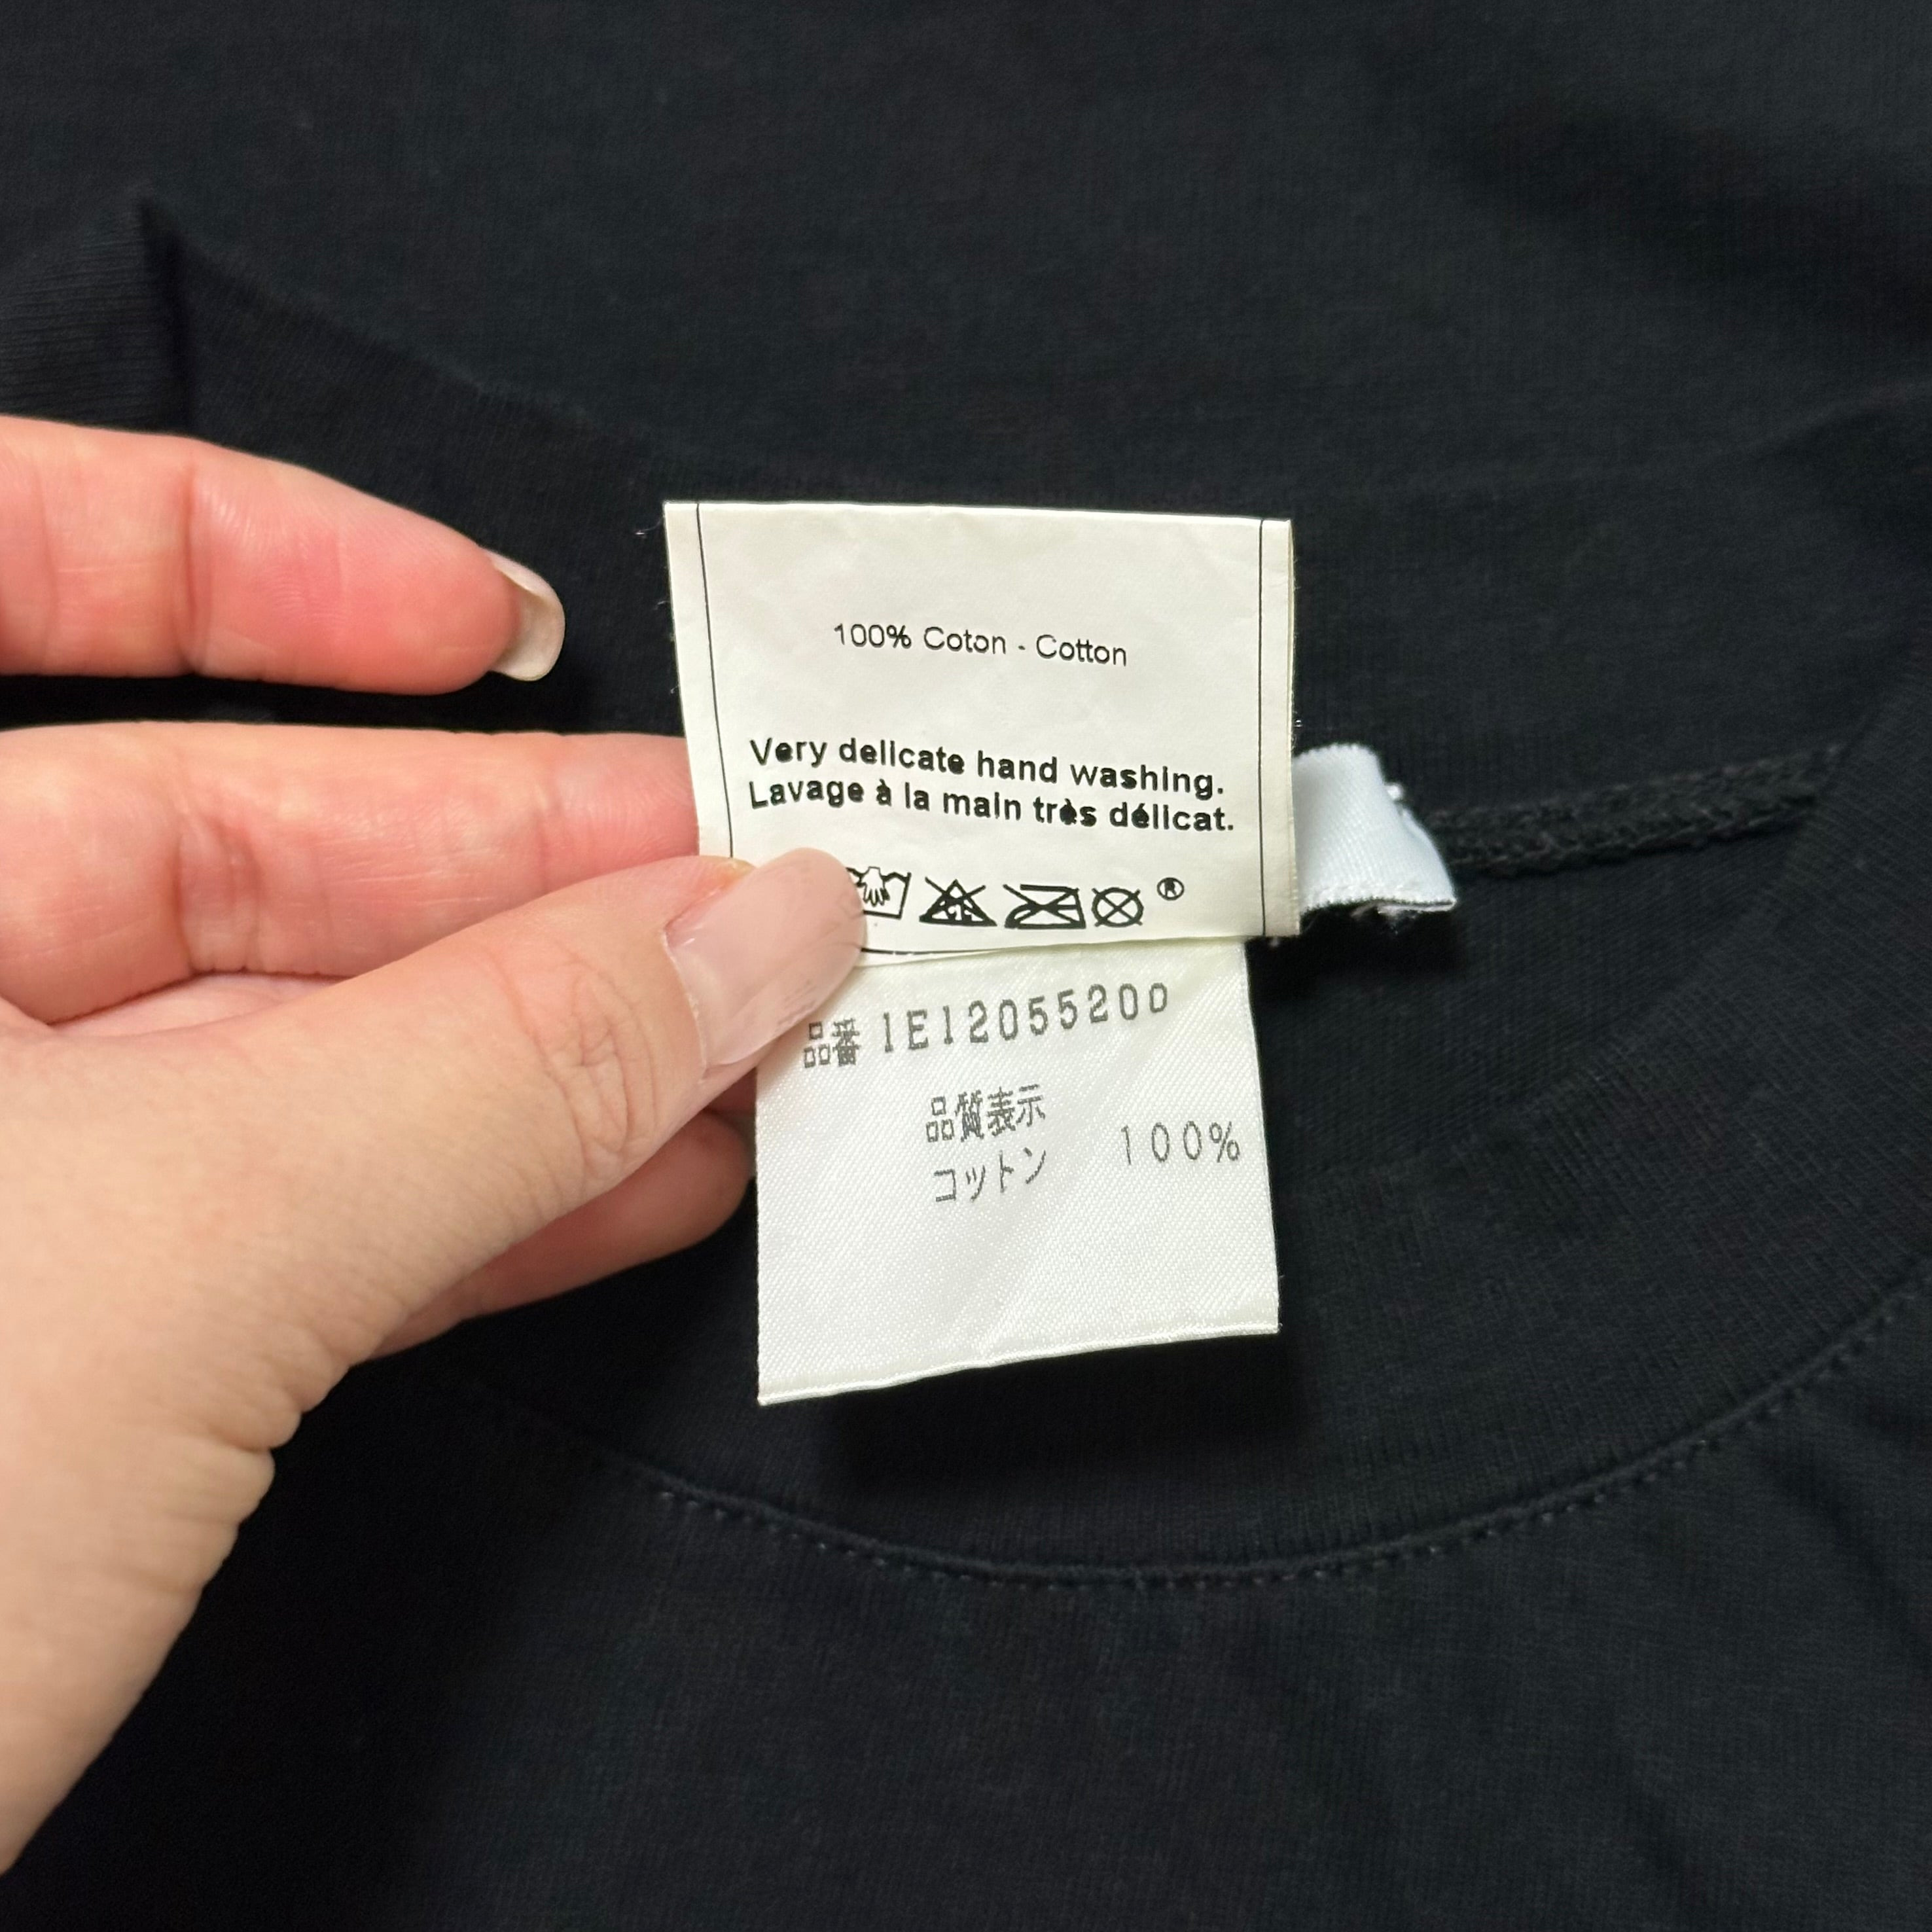 100% Coton - Cotton
Very delicate hand washing.
Lavage à la main très délicat.
CL
®
品番 1E12055200
品質表示
コットン 100%